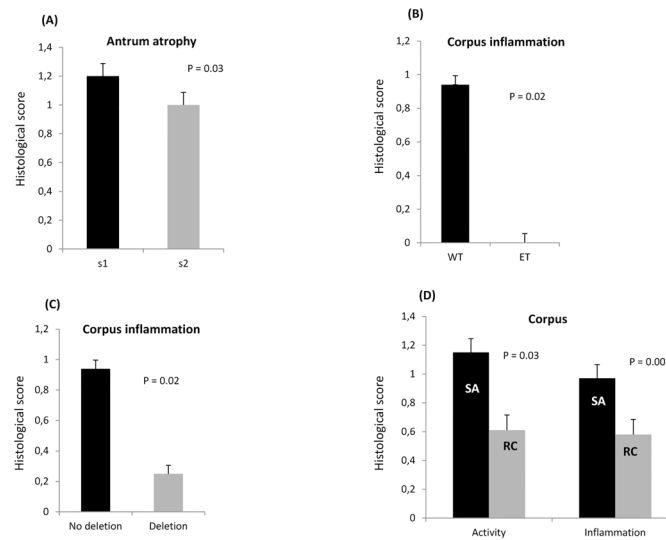 (A)
Antrum atrophy
Histological score
1,4
1,2
1
0,8
0,6
0,4
0,2
0
P = 0.03
s1
s2
(B)
Corpus inflammation
Histological score
1,2
1
0,8
0,6
0,4
0,2
0
P = 0.02
WT
ET
(C)
Corpus inflammation
Histological score
1,2
1
0,8
0,6
0,4
0,2
0
P = 0.02
No deletion
Deletion
(D)
Corpus
Histological score
1,4
1,2
1
0,8
0,6
0,4
0,2
0
P = 0.03
P = 0.00
SA
RC
SA
RC
Activity
Inflammation